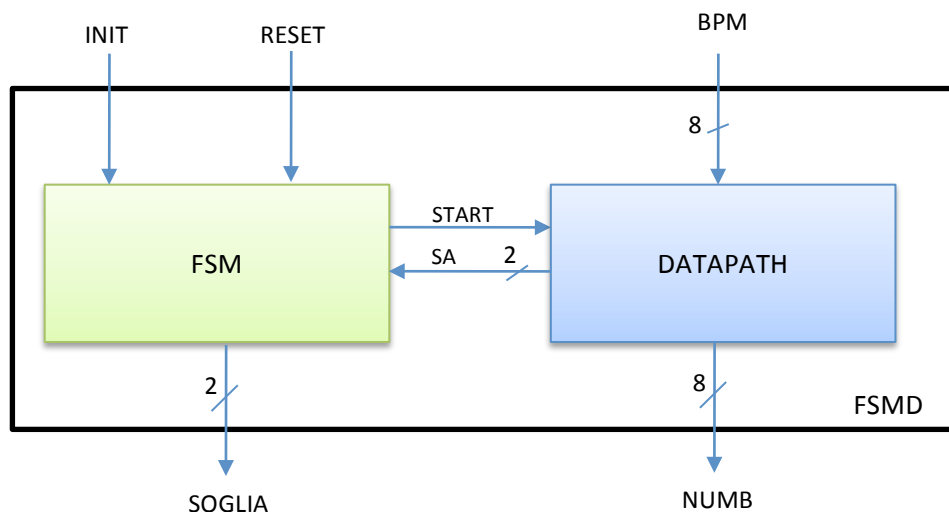 INIT RESET BPM
8
START
FSM SA 2 DATAPATH
2 8
FSMD
SOGLIA NUMB